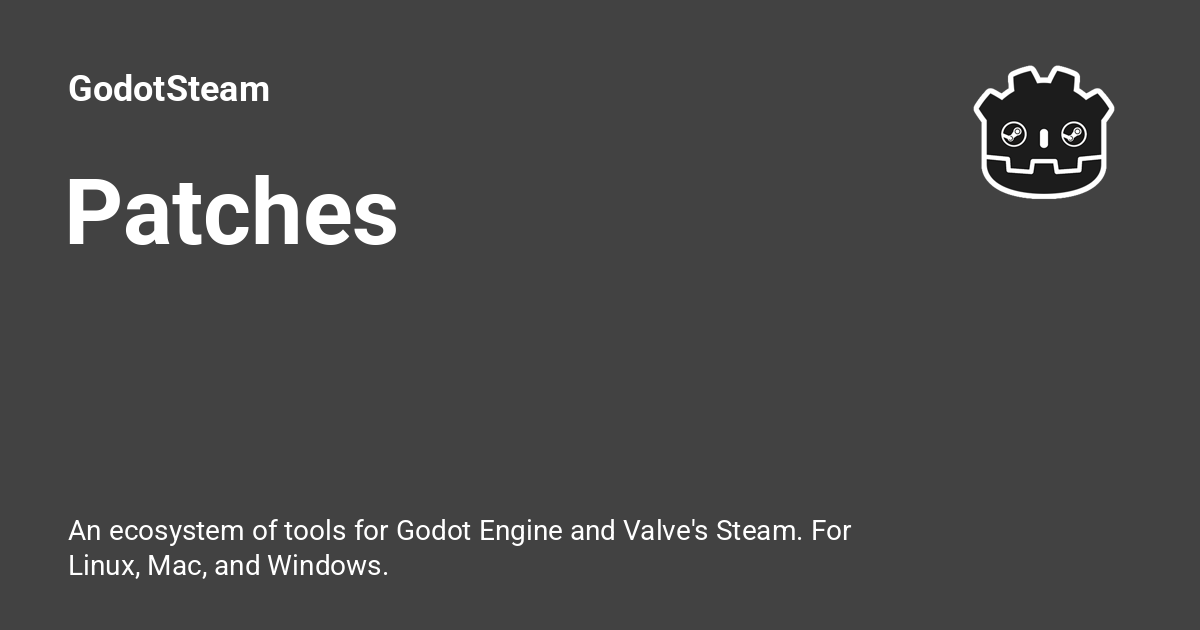 GodotSteam
Patches
An ecosystem of tools for Godot Engine and Valve's Steam. For
Linux, Mac, and Windows.